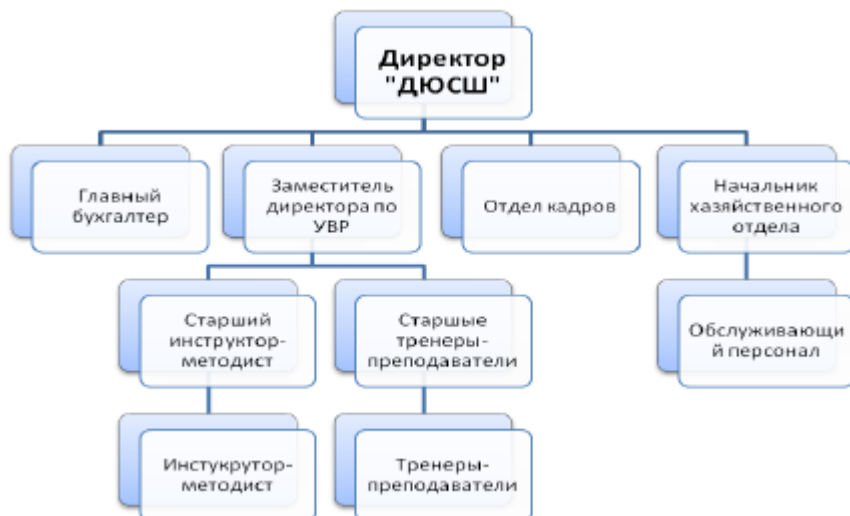 Директор
"ДЮСШ"
Главный
бухгалтер
Заместитель
директора по
УВР
Отдел кадров
Начальник
хазяйственного
отдела
Старший
инструктор-
методист
Старшые
тренеры-
преподаватели
Обслуживающи
й персонал
Инстукрутор-
методист
Тренеры-
преподаватели